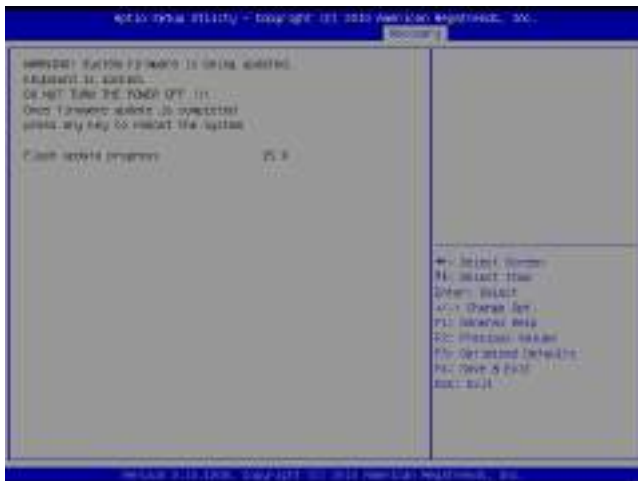 Aptio Setup Utility - Copyright (C) 2010 American Megatrends, Inc.
Recovery
WARNING! System firmware is being updated.
Keyboard is locked.
DO NOT TURN THE POWER OFF !!!
Once firmware update is completed
press any key to reboot the system
Flash update progress
: Select Screen
: Select Item
Enter: Select
+/-: Change Opt.
F1: General Help
F2: Previous Values
F3: Optimized Defaults
F4: Save & Exit
ESC: Exit
Version Copyright (C) 2010 American Megatrends, Inc.